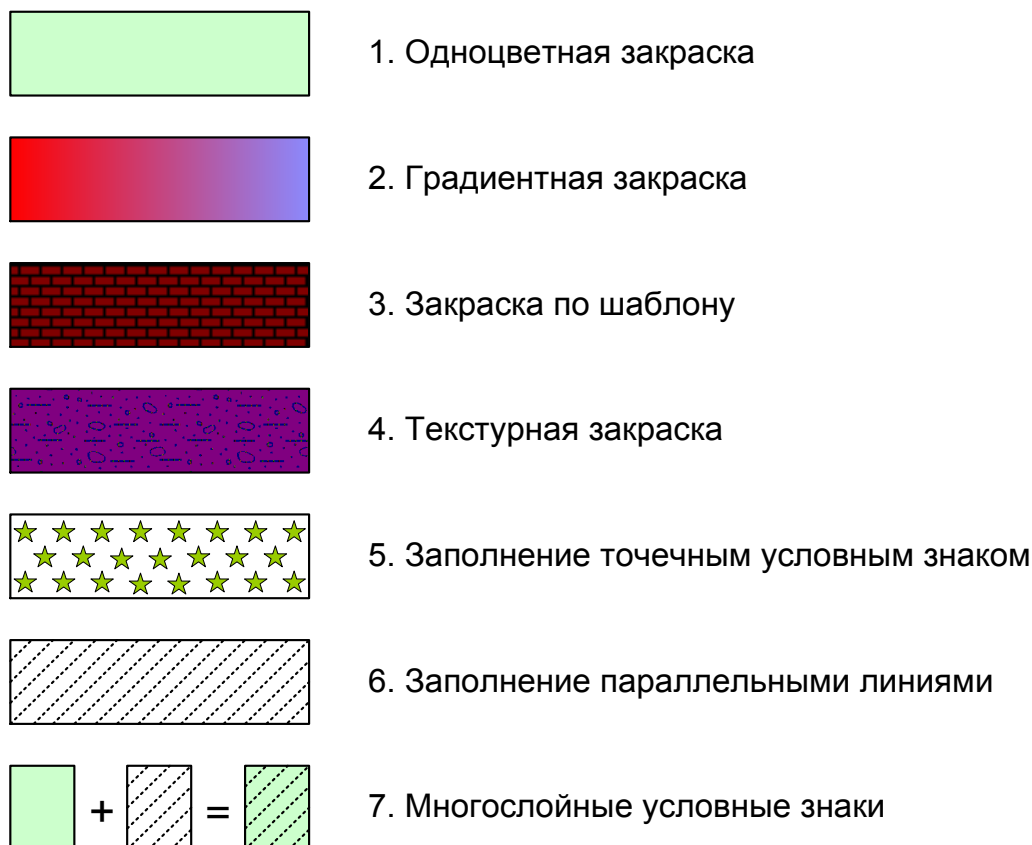 1. Одноцветная закраска
2. Градиентная закраска
3. Закраска по шаблону
4. Текстурная закраска
5. Заполнение точечным условным знаком
6. Заполнение параллельными линиями
+ = 7. Многослойные условные знаки